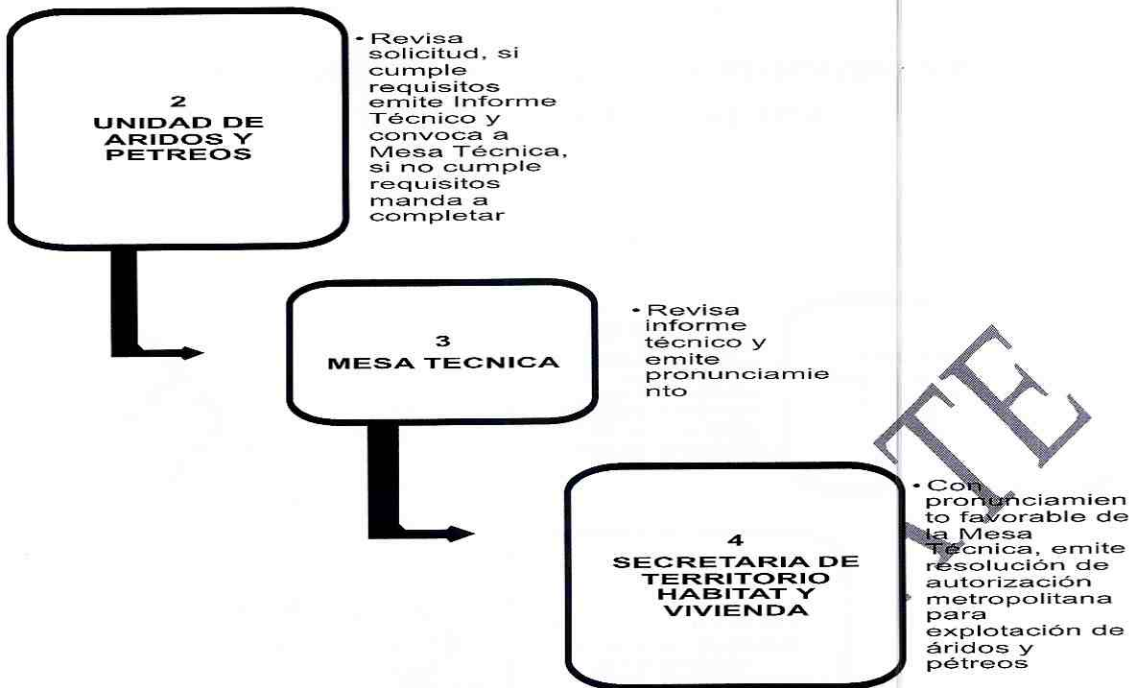 2
UNIDAD DE
ARIDOS Y
PETREOS
• Revisa
solicitud, si
cumple
requisitos
emite Informe
Técnico y
convoca a
Mesa Técnica,
si no cumple
requisitos
manda a
completar
3
MESA TECNICA
• Revisa
informe
técnico y
emite
pronunciamie
nto
4
SECRETARIA DE
TERRITORIO
HABITAT Y
VIVIENDA
• Con
pronunciamien
to favorable de
la Mesa
Técnica, emite
resolución de
autorización
metropolitana
para
explotación de
áridos y
pétreos
TE